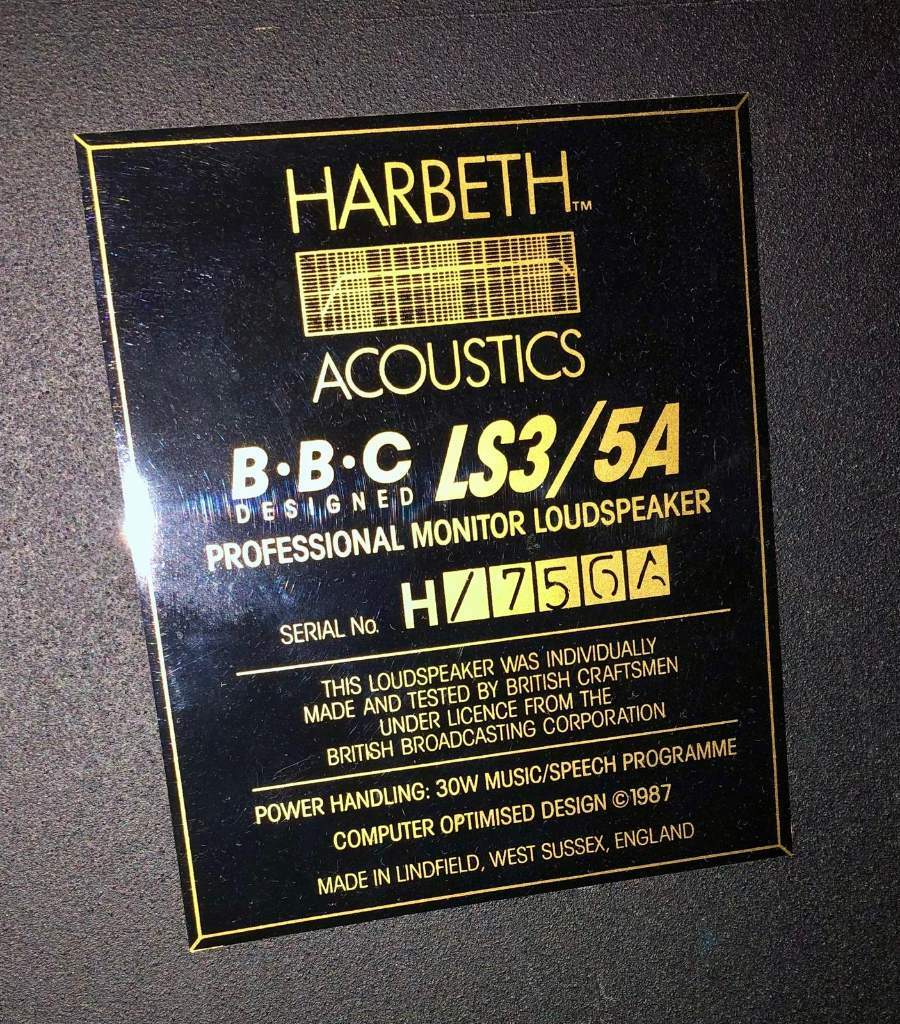 HARBETH™
ACOUSTICS
B·B·C LS3/5A
DESIGNED
PROFESSIONAL MONITOR LOUDSPEAKER
SERIAL No. H/756A
THIS LOUDSPEAKER WAS INDIVIDUALLY
MADE AND TESTED BY BRITISH CRAFTSMEN
UNDER LICENCE FROM THE
BRITISH BROADCASTING CORPORATION
POWER HANDLING: 30W MUSIC/SPEECH PROGRAMME
COMPUTER OPTIMISED DESIGN ©1987
MADE IN LINDFIELD, WEST SUSSEX, ENGLAND